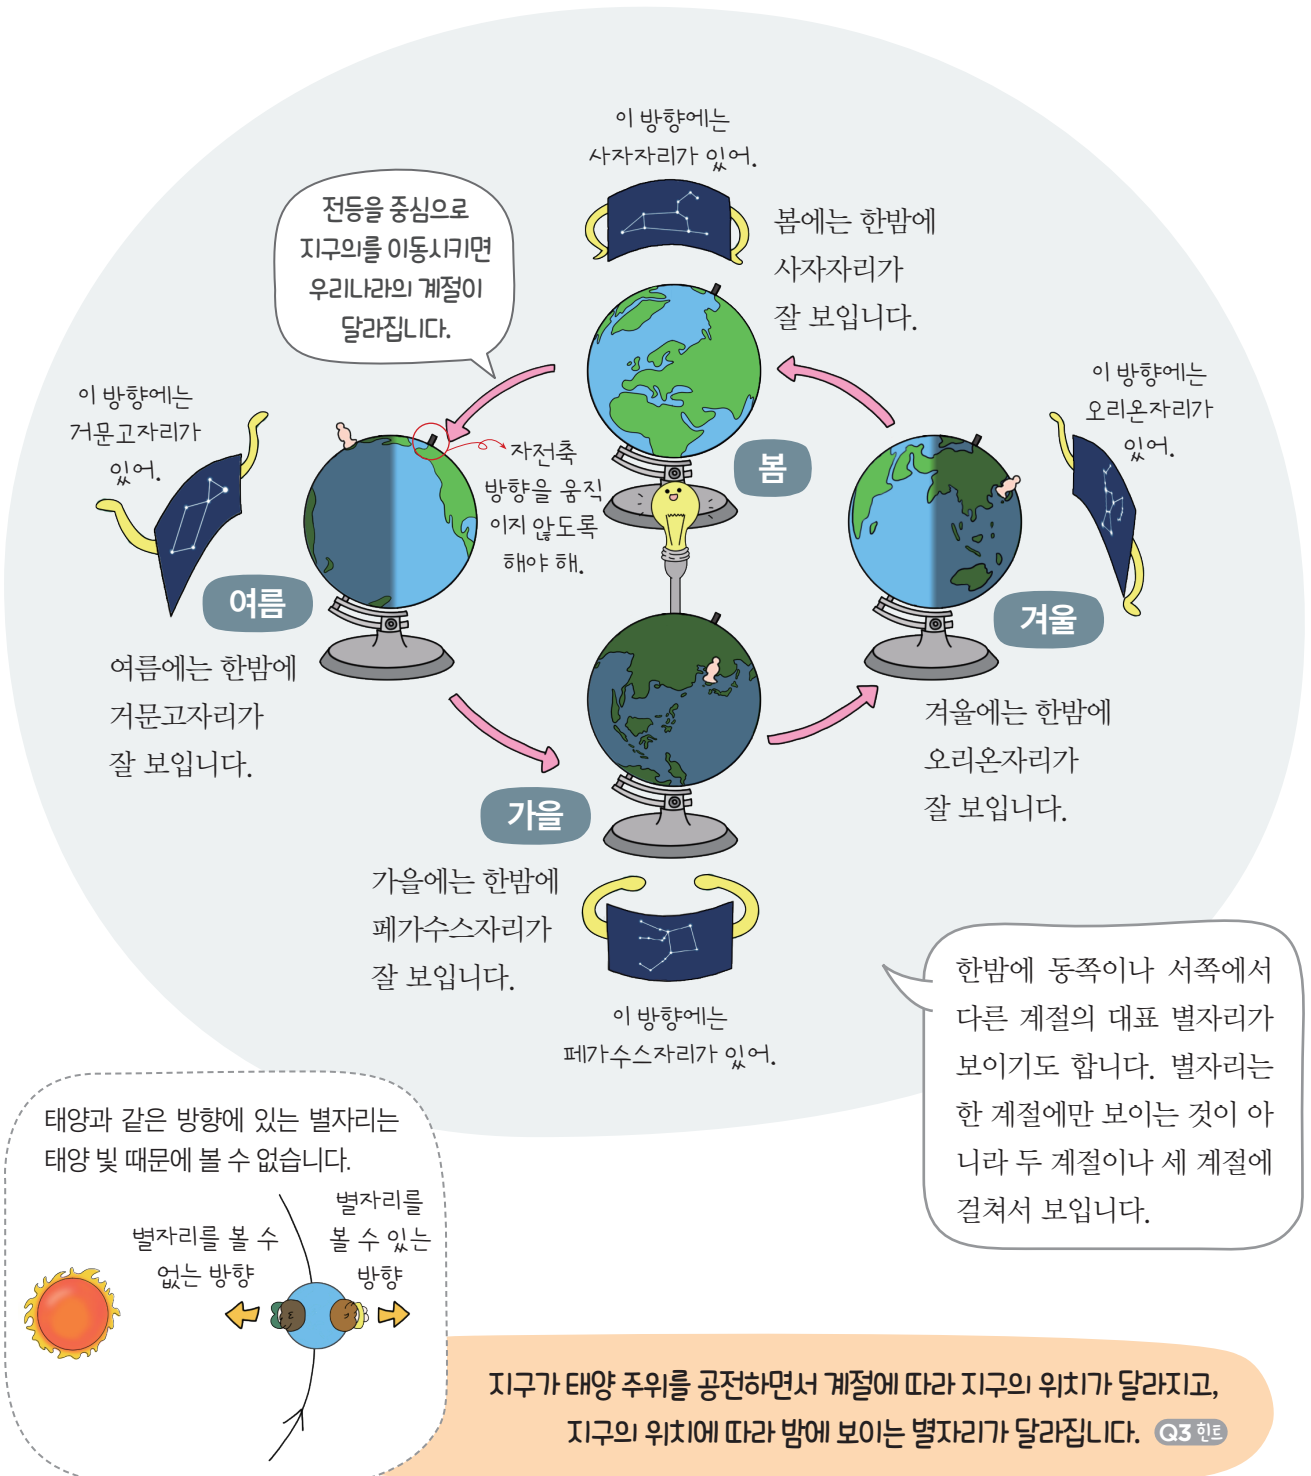 이 방향에는
사자자리가 있어.
전등을 중심으로
지구의를 이동시키면
우리나라의 계절이
달라집니다.
봄에는 한밤에
사자자리가
잘 보입니다.
이 방향에는
거문고자리가
있어.
이 방향에는
오리온자리가
있어.
자전축
방향을 움직
이지 않도록
해야 해.
봄
여름
겨울
여름에는 한밤에
거문고자리가
잘 보입니다.
겨울에는 한밤에
오리온자리가
잘 보입니다.
가을
가을에는 한밤에
페가수스자리가
잘 보입니다.
이 방향에는
페가수스자리가 있어.
한밤에 동쪽이나 서쪽에서
다른 계절의 대표 별자리가
보이기도 합니다. 별자리는
한 계절에만 보이는 것이 아
니라 두 계절이나 세 계절에
걸쳐서 보입니다.
태양과 같은 방향에 있는 별자리는
태양 빛 때문에 볼 수 없습니다.
별자리를 볼 수
없는 방향
별자리를
볼 수 있는
방향
지구가 태양 주위를 공전하면서 계절에 따라 지구의 위치가 달라지고,
지구의 위치에 따라 밤에 보이는 별자리가 달라집니다. Q3 힌트